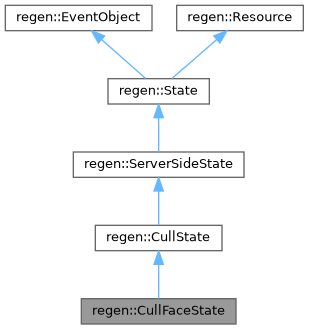 regen::EventObject
regen::Resource
regen::State
regen::ServerSideState
regen::CullState
regen::CullFaceState